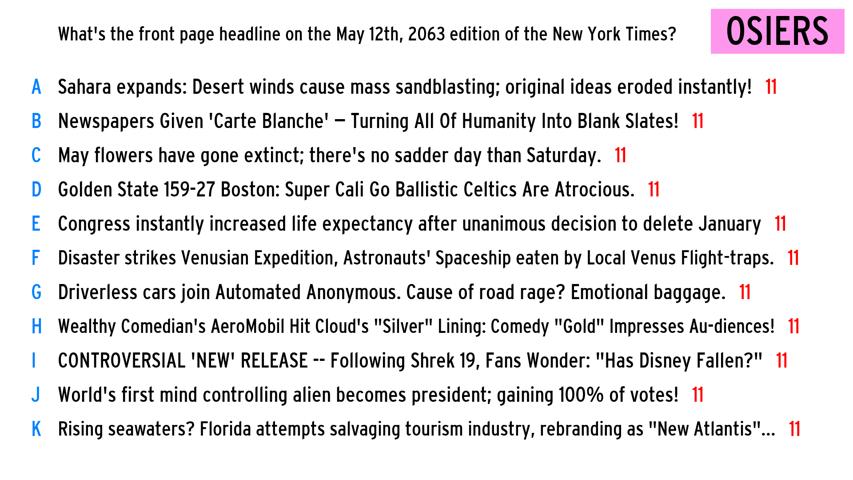 What's the front page headline on the May 12th, 2063 edition of the New York Times? OSIERS
A Sahara expands: Desert winds cause mass sandblasting; original ideas eroded instantly! 11
B Newspapers Given 'Carte Blanche' – Turning All Of Humanity Into Blank Slates! 11
C May flowers have gone extinct; there's no sadder day than Saturday. 11
D Golden State 159-27 Boston: Super Cali Go Ballistic Celtics Are Atrocious. 11
E Congress instantly increased life expectancy after unanimous decision to delete January 11
F Disaster strikes Venusian Expedition, Astronauts' Spaceship eaten by Local Venus Flight-traps. 11
G Driverless cars join Automated Anonymous. Cause of road rage? Emotional baggage. 11
H Wealthy Comedian's AeroMobil Hit Cloud's "Silver" Lining: Comedy "Gold" Impresses Au-diences! 11
I CONTROVERSIAL 'NEW' RELEASE -- Following Shrek 19, Fans Wonder: "Has Disney Fallen?" 11
J World's first mind controlling alien becomes president; gaining 100% of votes! 11
K Rising seawaters? Florida attempts salvaging tourism industry, rebranding as "New Atlantis"... 11